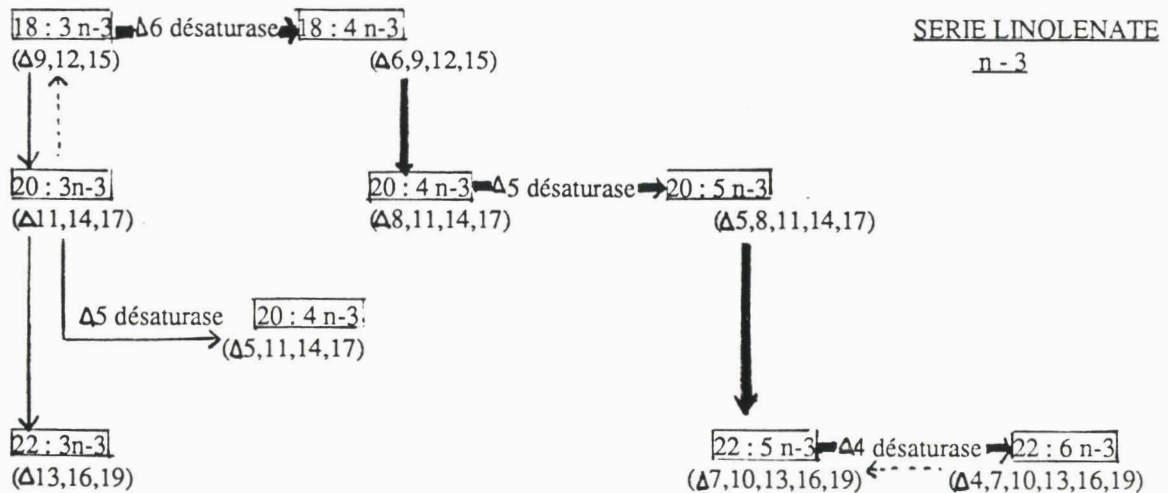 18 : 3 n-3 Δ6 désaturase 18 : 4 n-3 SERIE LINOLENATE
(Δ9,12,15) (Δ6,9,12,15) n - 3
20 : 3n-3 20 : 4 n-3 Δ5 désaturase 20 : 5 n-3
(Δ11,14,17) (Δ8,11,14,17) (Δ5,8,11,14,17)
Δ5 désaturase 20 : 4 n-3
(Δ5,11,14,17)
22 : 3n-3 22 : 5 n-3 Δ4 désaturase 22 : 6 n-3
(Δ13,16,19) (Δ7,10,13,16,19) (Δ4,7,10,13,16,19)